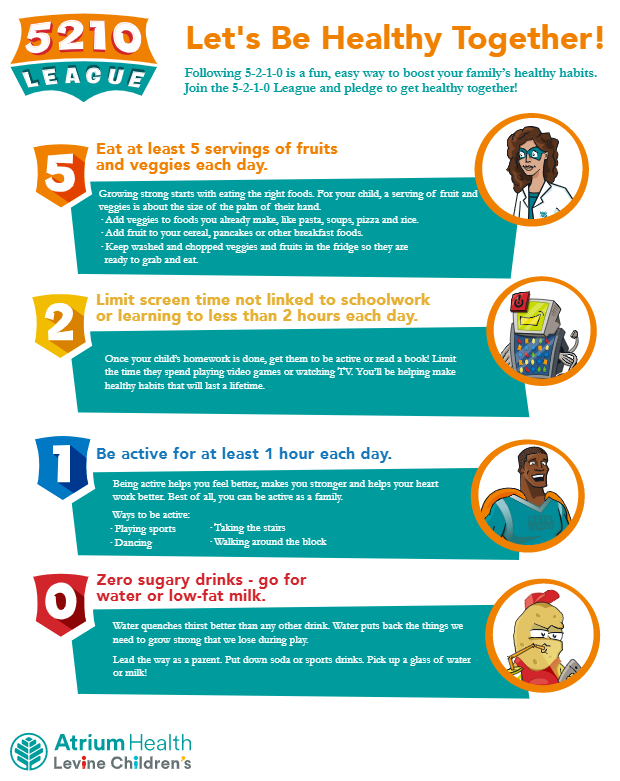 5210
LEAGUE
Let's Be Healthy Together!
Following 5-2-1-0 is a fun, easy way to boost your family's healthy habits.
Join the 5-2-1-0 League and pledge to get healthy together!
5
Eat at least 5 servings of fruits
and veggies each day.
Growing strong starts with eating the right foods. For your child, a serving of fruit and
veggies is about the size of the palm of their hand.
- Add veggies to foods you already make, like pasta, soups, pizza and rice.
- Add fruit to your cereal, pancakes or other breakfast foods.
- Keep washed and chopped veggies and fruits in the fridge so they are
ready to grab and eat.
2
Limit screen time not linked to schoolwork
or learning to less than 2 hours each day.
Once your child's homework is done, get them to be active or read a book! Limit
the time they spend playing video games or watching TV. You'll be helping make
healthy habits that will last a lifetime.
1
Be active for at least 1 hour each day.
Being active helps you feel better, makes you stronger and helps your heart
work better. Best of all, you can be active as a family.
Ways to be active:
- Playing sports
- Taking the stairs
- Dancing
- Walking around the block
0
Zero sugary drinks - go for
water or low-fat milk.
Water quenches thirst better than any other drink. Water puts back the things we
need to grow strong that we lose during play.
Lead the way as a parent. Put down soda or sports drinks. Pick up a glass of water
or milk!
Atrium Health
Levine Children's